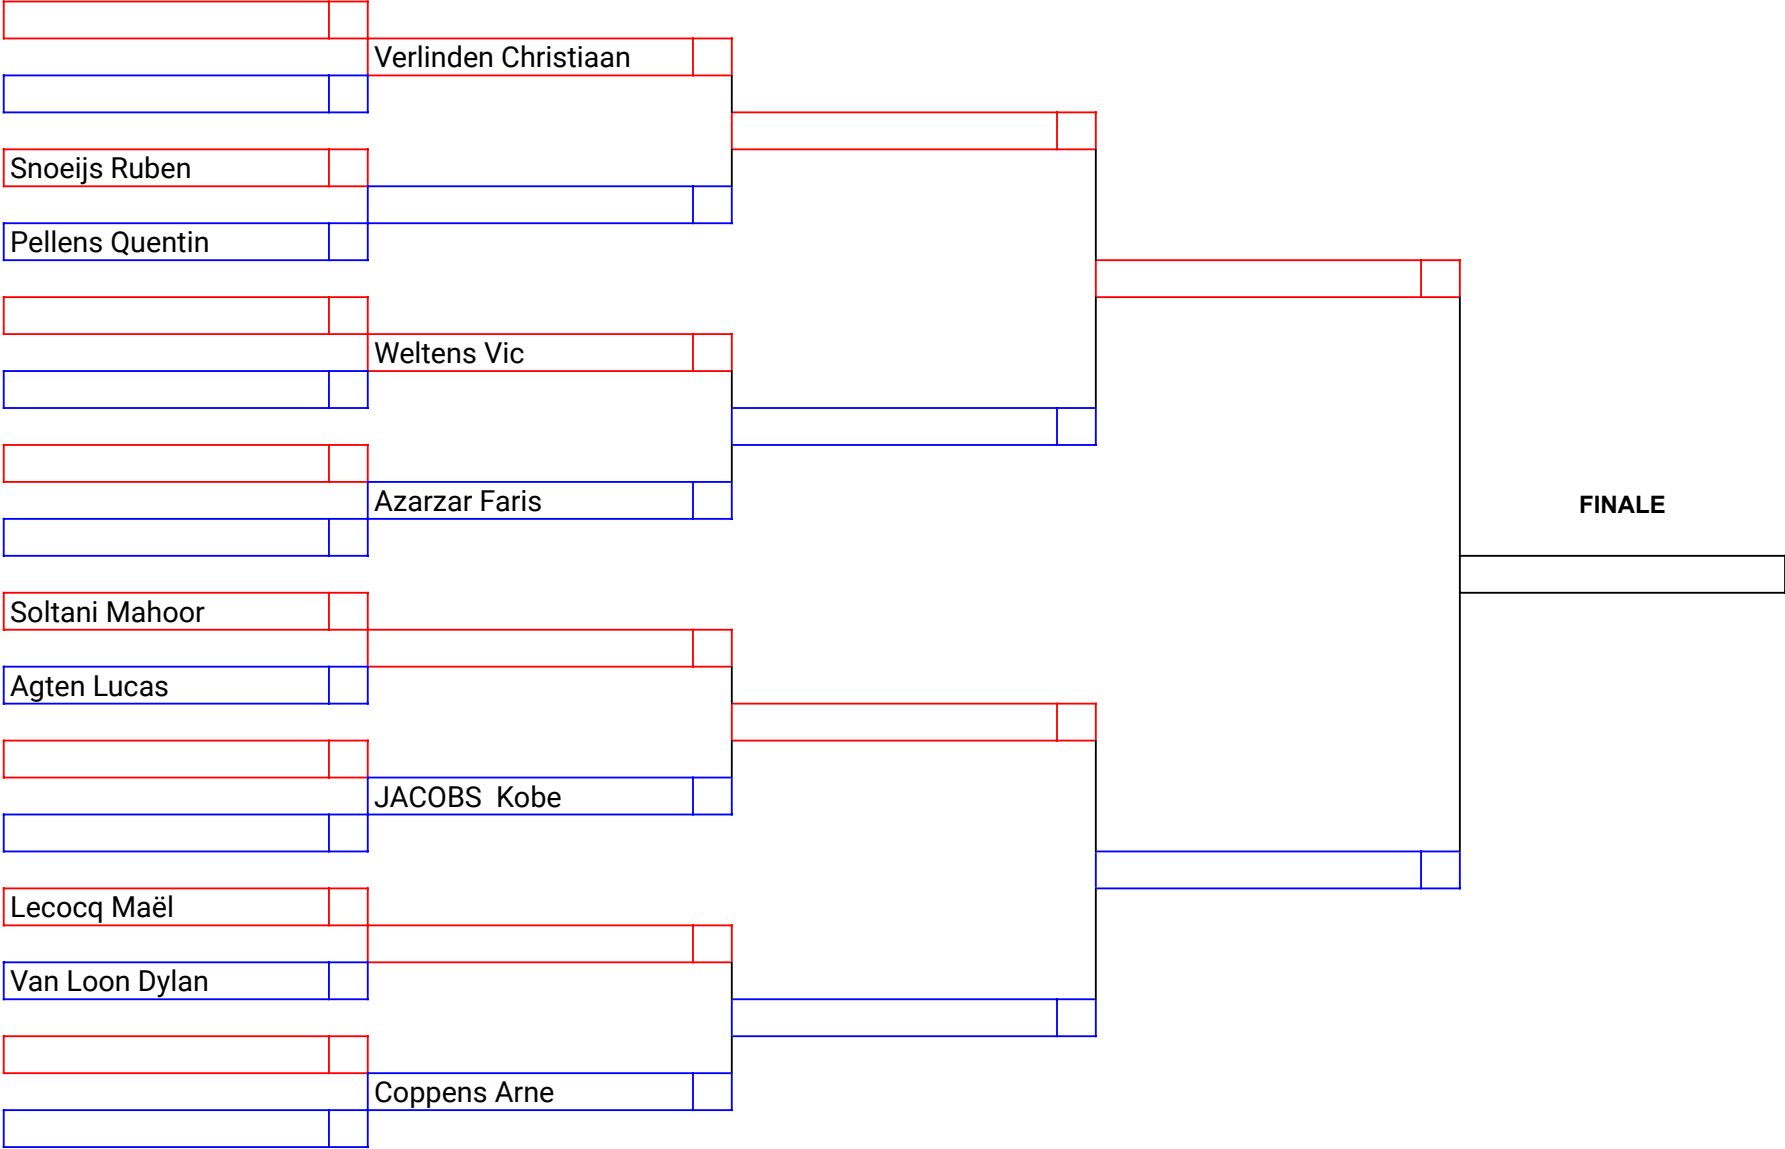 Verlinden Christiaan
Snoeijs Ruben
Pellens Quentin
Weltens Vic
Azarzar Faris
FINALE
Soltani Mahoor
Agten Lucas
JACOBS  Kobe
Lecocq Maël
Van Loon Dylan
Coppens Arne